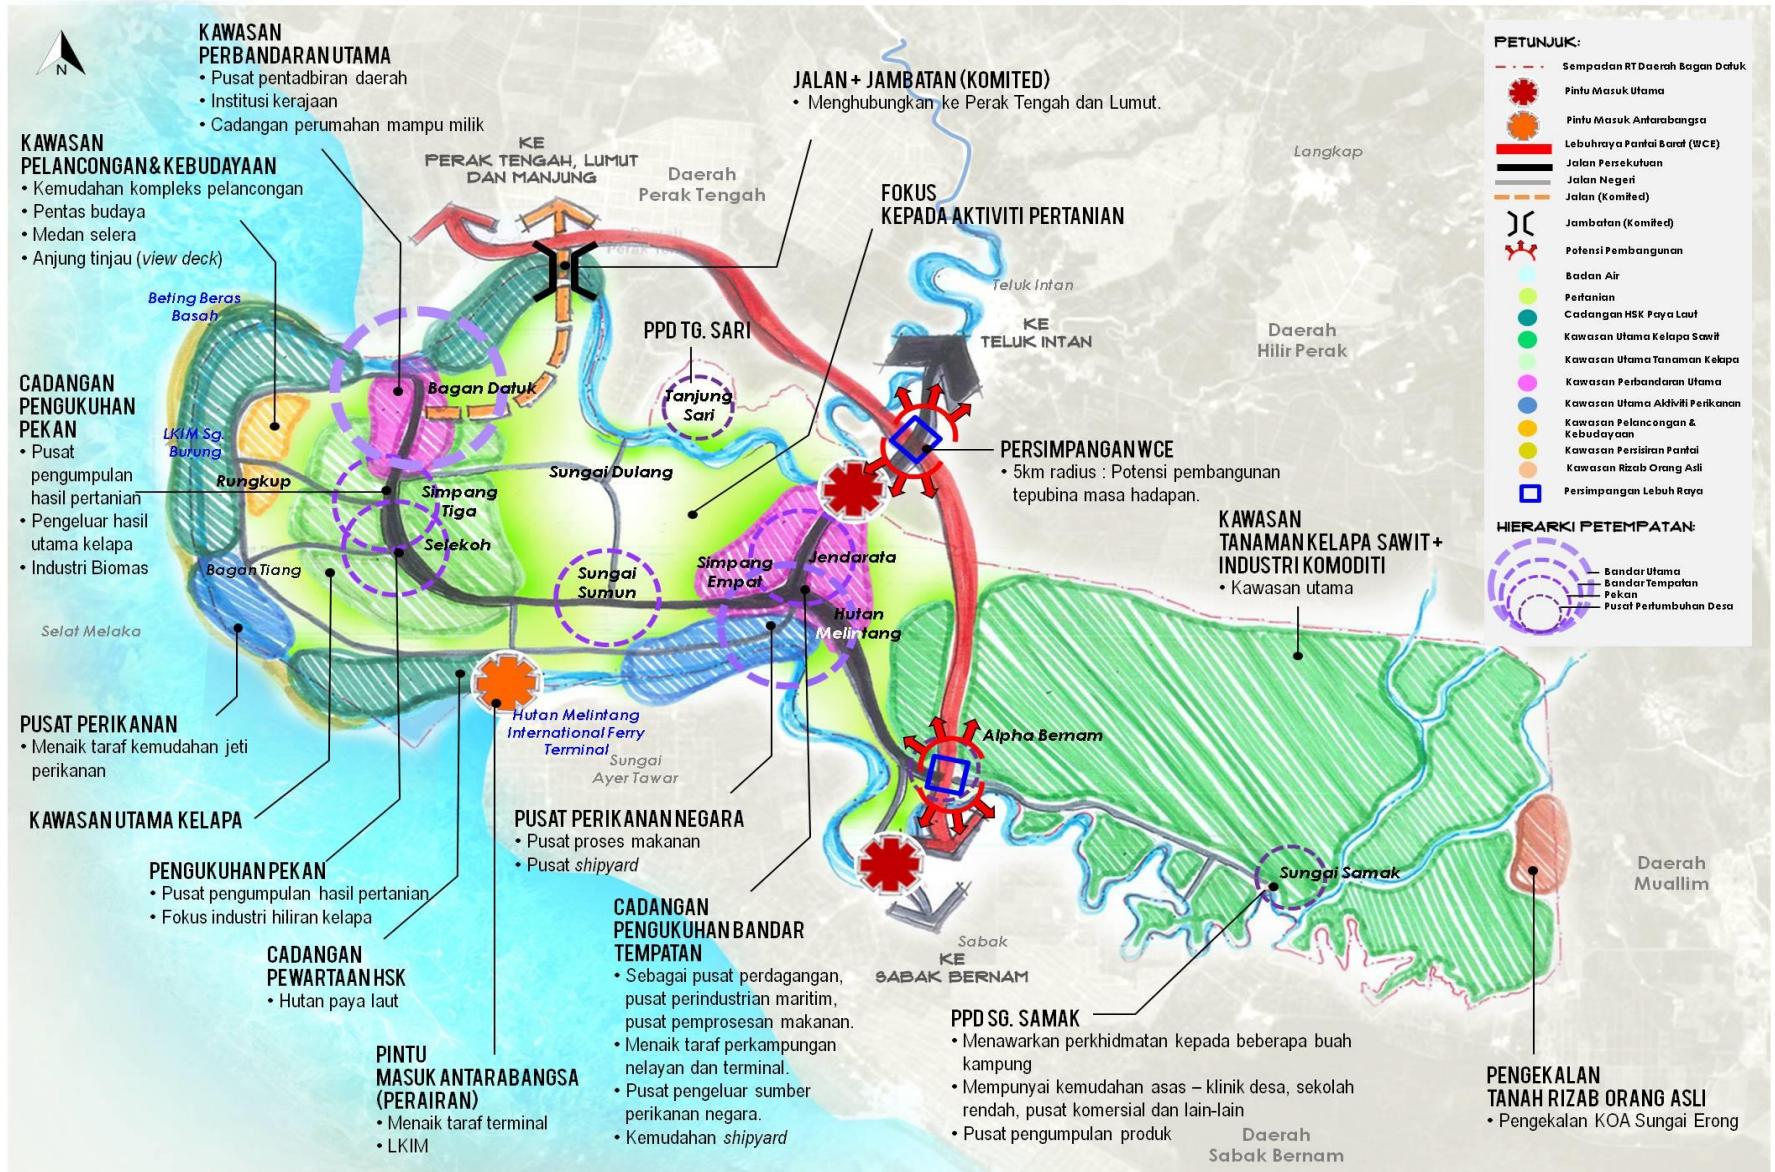 N
KAWASAN
PERBANDARAN UTAMA
• Pusat pentadbiran daerah
• Institusi kerajaan
• Cadangan perumahan mampu milik
KAWASAN
PELANCONGAN & KEBUDAYAAN
• Kemudahan kompleks pelancongan
• Pentas budaya
• Medan selera
• Anjung tinjau (view deck)
Beting Beras
Basah
CADANGAN
PENGUKUHAN
PEKAN
• Pusat
pengumpulan
hasil pertanian
• Pengeluar hasil
utama kelapa
• Industri Biomas
LKIM Sg.
Burung
Rungkup
Bagan Tiang
Selat Melaka
KE
PERAK TENGAH, LUMUT
DAN MANJUNG
Daerah
Perak Tengah
JALAN + JAMBATAN (KOMITED)
• Menghubungkan ke Perak Tengah dan Lumut.
FOKUS
KEPADA AKTIVITI PERTANIAN
Langkap
Teluk Intan
KE
TELUK INTAN
Daerah
Hilir Perak
PPD TG. SARI
Tanjung
Sari
Bagan Datuk
Simpang
Tiga
Selekoh
Sungai Dulang
Sungai
Sumun
Simpang
Empat
Jendarata
Hutan
Melintang
PERSIMPANGAN WCE
• 5km radius : Potensi pembangunan
tepubina masa hadapan.
KAWASAN
TANAMAN KELAPA SAWIT +
INDUSTRI KOMODITI
• Kawasan utama
PUSAT PERIKANAN
• Menaik taraf kemudahan jeti
perikanan
KAWASAN UTAMA KELAPA
PENGUKUHAN PEKAN
• Pusat pengumpulan hasil pertanian
• Fokus industri hiliran kelapa
CADANGAN
PEWARTAAN HSK
• Hutan paya laut
PINTU
MASUK ANTARABANGSA
(PERAIRAN)
• Menaik taraf terminal
• LKIM
Hutan Melintang
International Ferry
Terminal
Sungai
Ayer Tawar
PUSAT PERIKANAN NEGARA
• Pusat proses makanan
• Pusat shipyard
CADANGAN
PENGUKUHAN BANDAR
TEMPATAN
• Sebagai pusat perdagangan,
pusat perindustrian maritim,
pusat pemprosesan makanan.
• Menaik taraf perkampungan
nelayan dan terminal.
• Pusat pengeluar sumber
perikanan negara.
• Kemudahan shipyard
Alpha Bernam
Sungai Samak
Sabak
KE
SABAK BERNAM
PPD SG. SAMAK
• Menawarkan perkhidmatan kepada beberapa buah
kampung
• Mempunyai kemudahan asas – klinik desa, sekolah
rendah, pusat komersial dan lain-lain
• Pusat pengumpulan produk
Daerah
Sabak Bernam
Daerah
Muallim
PENGEKALAN
TANAH RIZAB ORANG ASLI
• Pengekalan KOA Sungai Erong
PETUNJUK:
Sempadan RT Daerah Bagan Datuk
Pintu Masuk Utama
Pintu Masuk Antarabangsa
Lebuhraya Pantai Barat (WCE)
Jalan Persekutuan
Jalan Negeri
Jalan (Komited)
Jambatan (Komited)
Potensi Pembangunan
Badan Air
Pertanian
Cadangan HSK Paya Laut
Kawasan Utama Kelapa Sawit
Kawasan Utama Tanaman Kelapa
Kawasan Perbandaran Utama
Kawasan Utama Aktiviti Perikanan
Kawasan Pelancongan &
Kebudayaan
Kawasan Persisiran Pantai
Kawasan Rizab Orang Asli
Persimpangan Lebuh Raya
HIERARKI PETEMPATAN:
Bandar Utama
Bandar Tempatan
Pekan
Pusat Pertumbuhan Desa